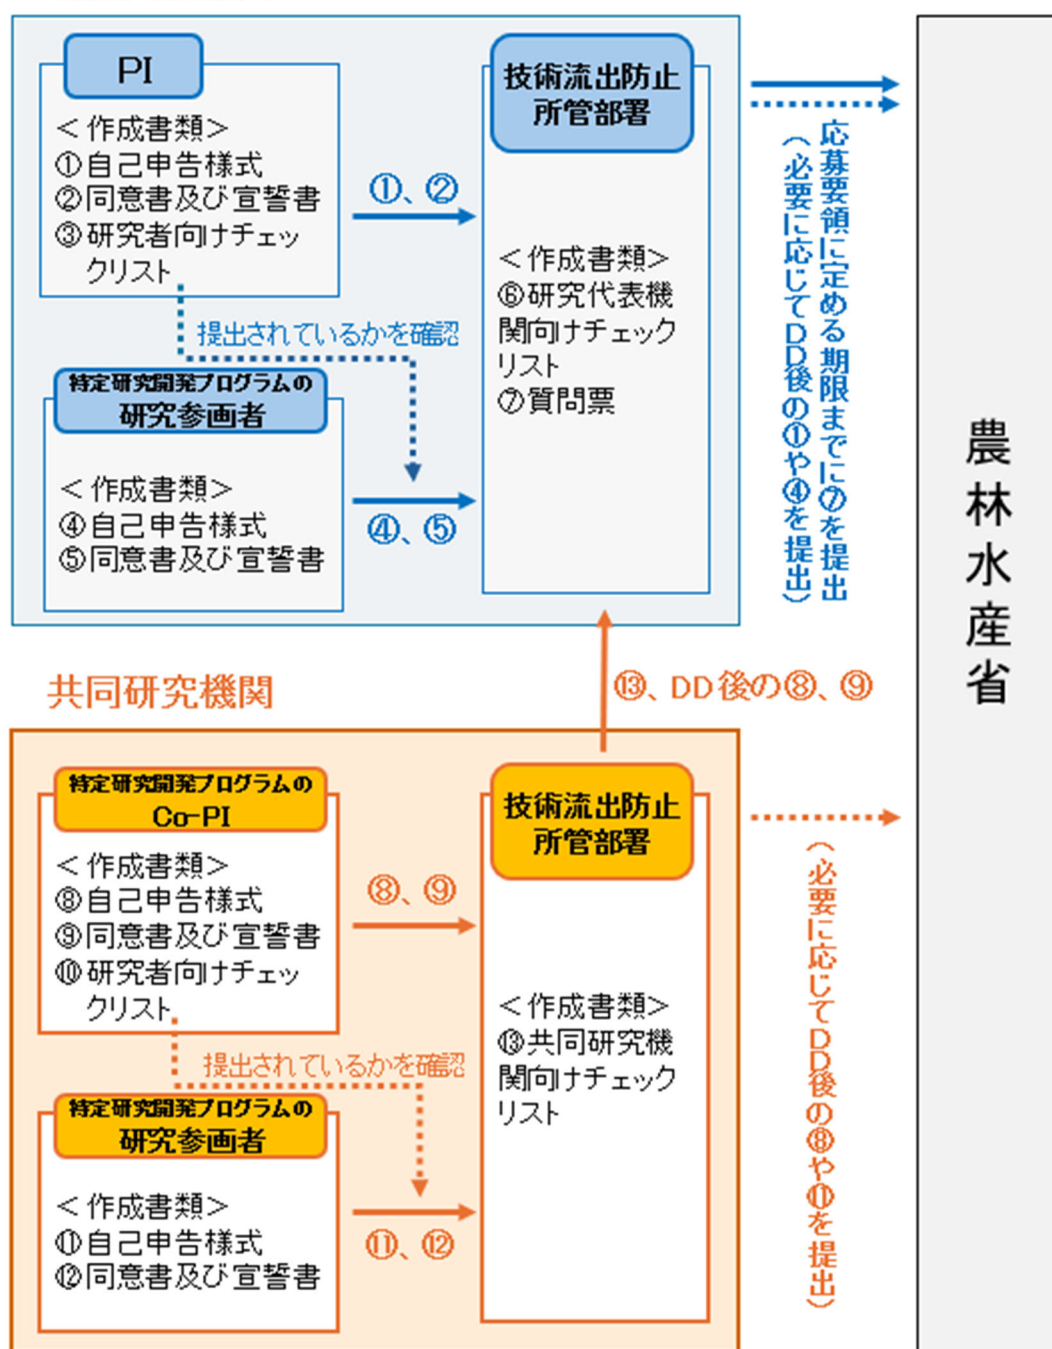 PI
<作成書類>
①自己申告様式
②同意書及び宣誓書
③研究者向けチェッ
クリスト
①、②
提出されているかを確認
特定研究開発プログラムの
研究参画者
<作成書類>
④自己申告様式
⑤同意書及び宣誓書
④、⑤
技術流出防止
所管部署
<作成書類>
⑥研究代表機
関向けチェック
リスト
⑦質問票
応募要領に定める期限までに⑦を提出
(必要に応じてDD後の①や④を提出)
農林水産省
共同研究機関
⑬、DD後の⑧、⑨
特定研究開発プログラムの
Co-PI
<作成書類>
⑧自己申告様式
⑨同意書及び宣誓書
⑩研究者向けチェッ
クリスト
⑧、⑨
提出されているかを確認
特定研究開発プログラムの
研究参画者
<作成書類>
⑪自己申告様式
⑫同意書及び宣誓書
⑪、⑫
技術流出防止
所管部署
<作成書類>
⑬共同研究機
関向けチェック
リスト
(必要に応じてDD後の⑧や⑪を提出)